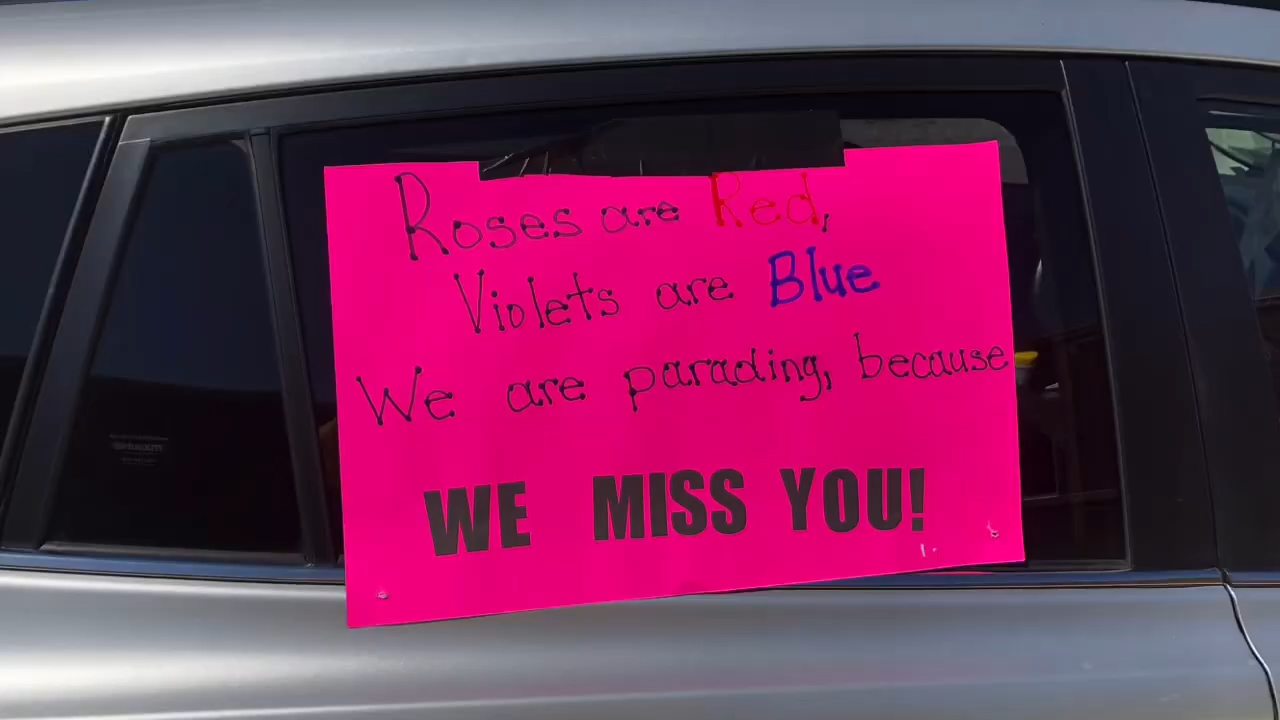 Roses are Red,
Violets are Blue
We are parading, because
WE MISS YOU!